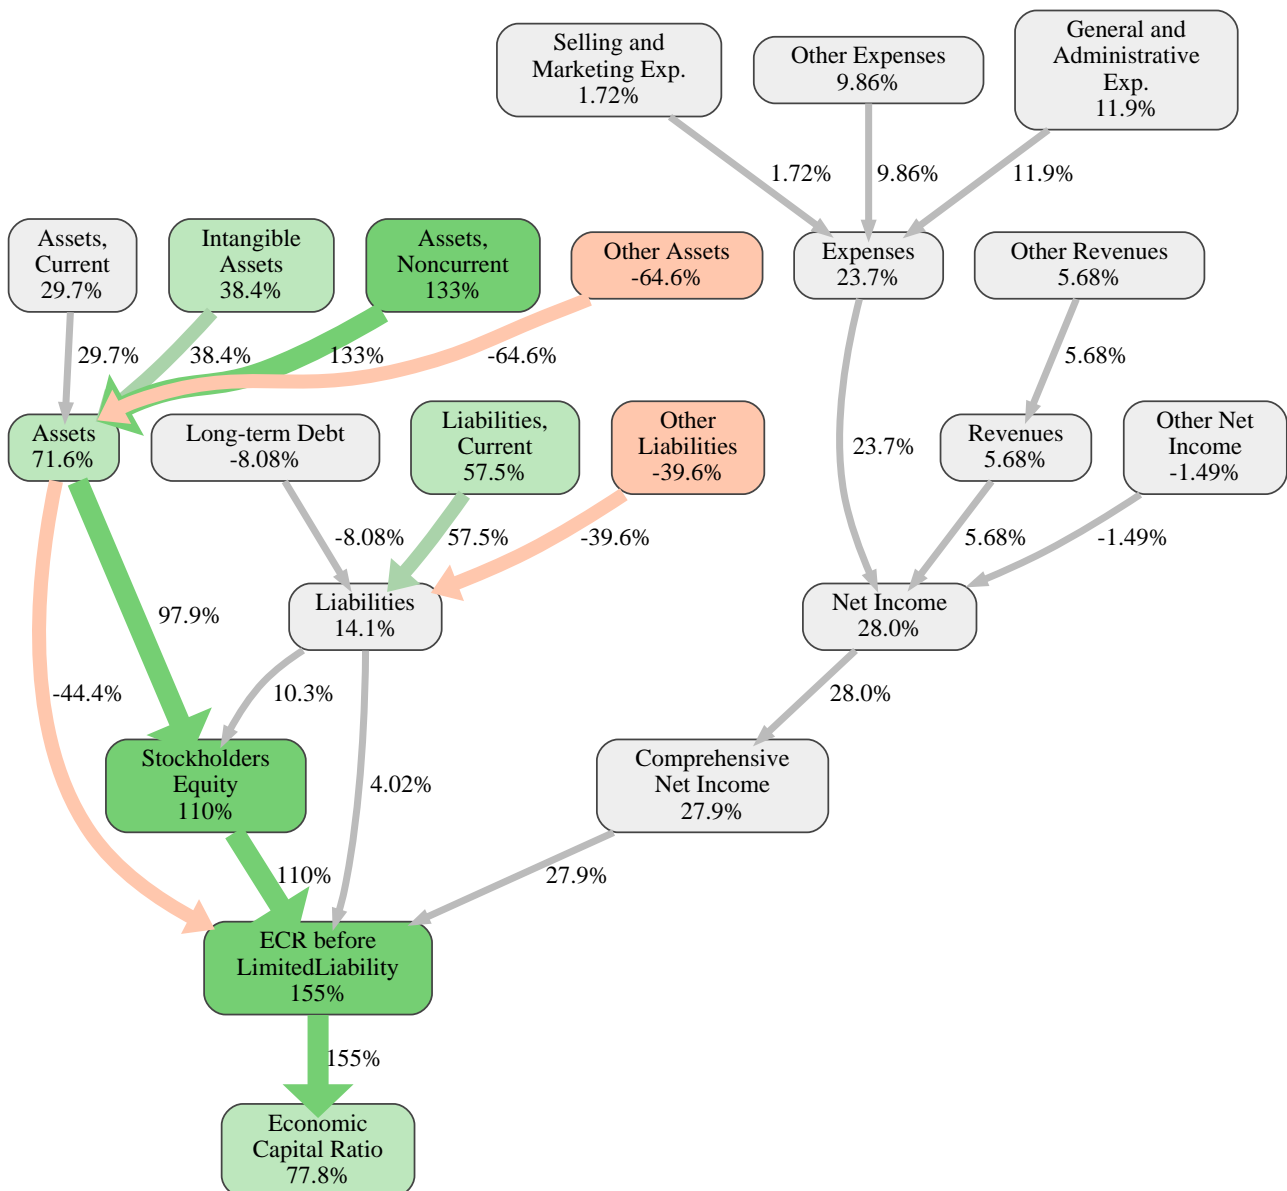 Selling and
Marketing Exp.
1.72%
Other Expenses
9.86%
General and
Administrative
Exp.
11.9%
1.72%
9.86%
11.9%
Assets,
Current
29.7%
Intangible
Assets
38.4%
Assets,
Noncurrent
133%
Other Assets
-64.6%
Expenses
23.7%
Other Revenues
5.68%
29.7%
38.4%
133%
-64.6%
5.68%
Assets
71.6%
Long-term Debt
-8.08%
Liabilities,
Current
57.5%
Other
Liabilities
-39.6%
23.7%
Revenues
5.68%
Other Net
Income
-1.49%
-8.08%
57.5%
-39.6%
5.68%
-1.49%
97.9%
Liabilities
14.1%
Net Income
28.0%
-44.4%
10.3%
28.0%
Stockholders
Equity
110%
4.02%
Comprehensive
Net Income
27.9%
110%
27.9%
ECR before
LimitedLiability
155%
155%
Economic
Capital Ratio
77.8%